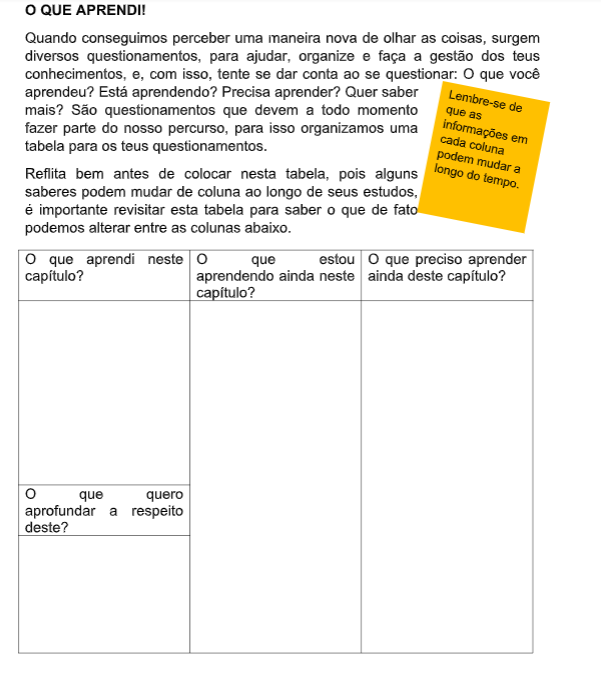 O QUE APRENDI!
Quando conseguimos perceber uma maneira nova de olhar as coisas, surgem
diversos questionamentos, para ajudar, organize e faça a gestão dos teus
conhecimentos, e, com isso, tente se dar conta ao se questionar: O que você
aprendeu? Está aprendendo? Precisa aprender? Quer saber
mais? São questionamentos que devem a todo momento
fazer parte do nosso percurso, para isso organizamos uma
tabela para os teus questionamentos.
Lembre-se de
que as
informações em
cada coluna
podem mudar a
longo do tempo.
Reflita bem antes de colocar nesta tabela, pois alguns
saberes podem mudar de coluna ao longo de seus estudos,
é importante revisitar esta tabela para saber o que de fato
podemos alterar entre as colunas abaixo.
O que aprendi neste
capítulo?
O que estou
aprendendo ainda neste
capítulo?
O que preciso aprender
ainda deste capítulo?
O que quero
aprofundar a respeito
deste?